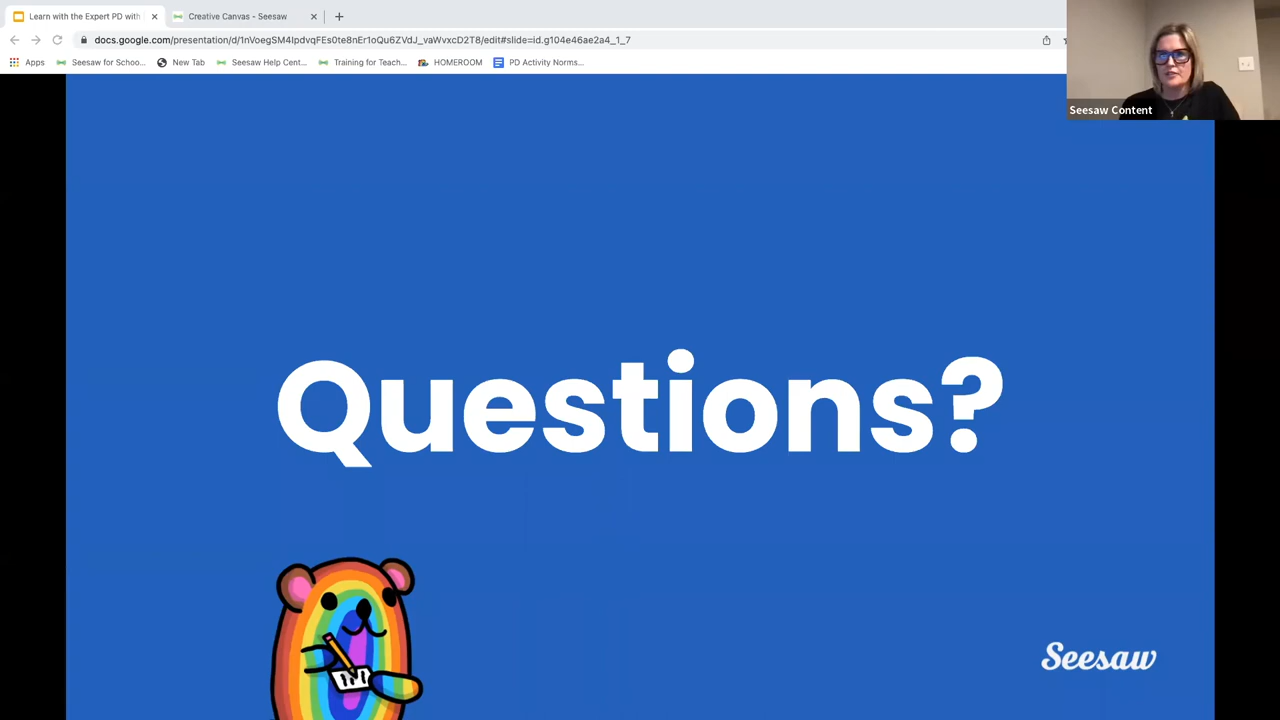 Learn with the Expert PD with
Creative Canvas - Seesaw
docs.google.com/presentation/d/1nVoegSM4IpdvqFEs0te8nEr1oQu6ZVdJ_vaWvxcD2T8/edit#slide=id.g104e46ae2a4_1_7
Apps
Seesaw for Schoo...
New Tab
Seesaw Help Cent...
Training for Teach...
HOMEROOM
PD Activity Norms...
Seesaw Content
Questions?
Seesaw